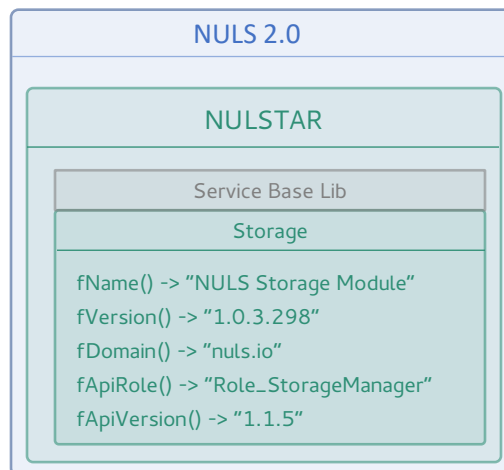 NULS 2.0
NULSTAR
Service Base Lib
Storage
fName() -> ”NULS Storage Module”
fVersion() -> ”1.0.3.298”
fDomain() -> ”nuls.io”
fApiRole() -> ”Role_StorageManager”
fApiVersion() -> ”1.1.5”